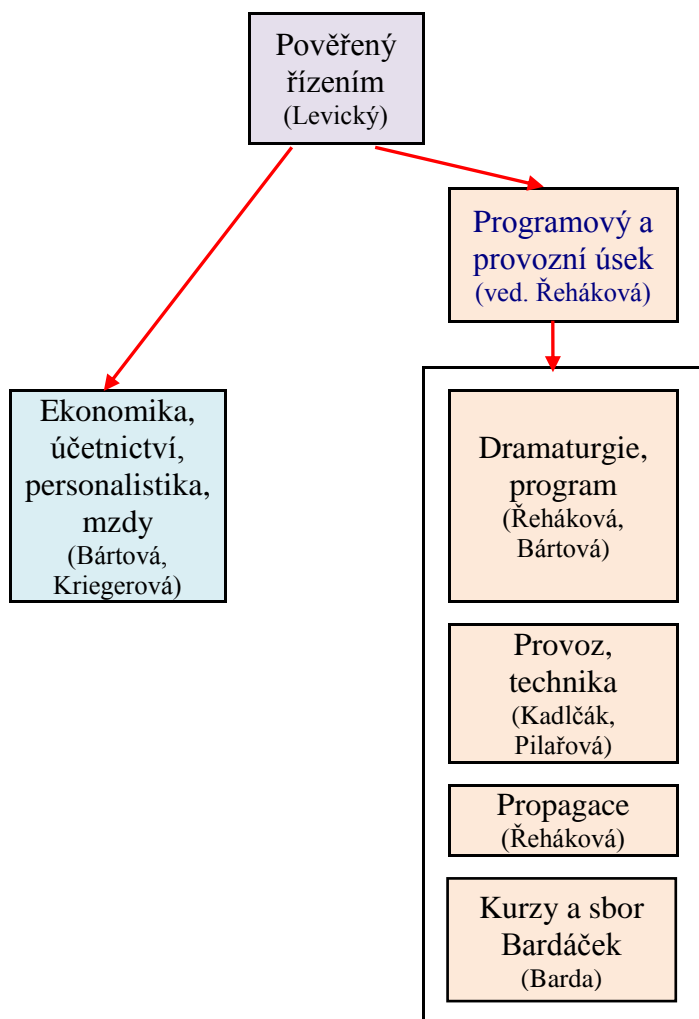 Pověřený
řízením
(Levický)
Programový a
provozní úsek
(ved. Řeháková)
Ekonomika,
účetnictví,
personalistika,
mzdy
(Bártová,
Kriegerová)
Dramaturgie,
program
(Řeháková,
Bártová)
Provoz,
technika
(Kadlčák,
Pilařová)
Propagace
(Řeháková)
Kurzy a sbor
Bardáček
(Barda)